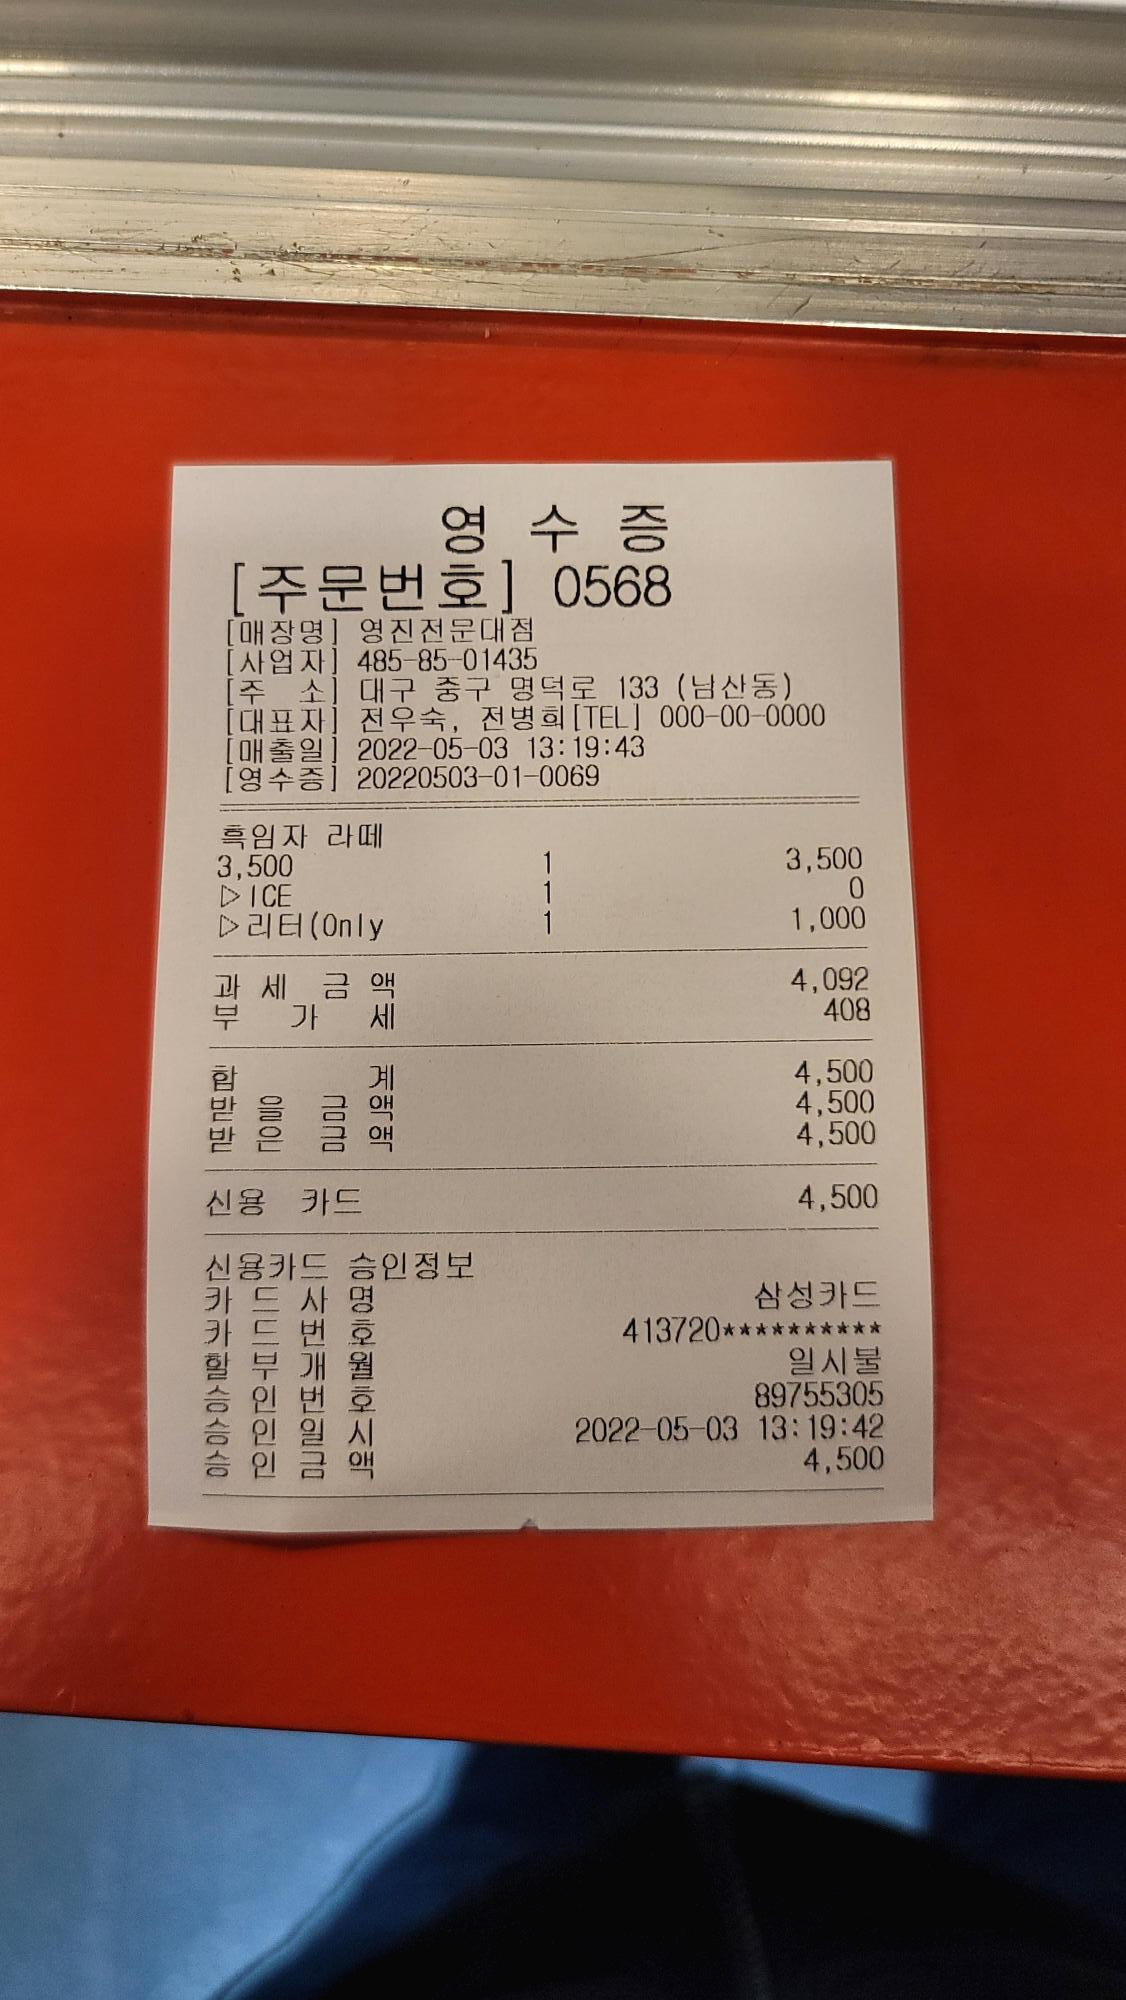 영 수 증
[주문번호] 0568
[매장명] 영진전문대점
[사업자] 485-85-01435
[주 소] 대구 중구 명덕로 133 (남산동)
[대표자] 전우숙, 전병희[TEL] 000-00-0000
[매출일] 2022-05-03 13:19:43
[영수증] 20220503-01-0069
흑임자 라떼
3,500 1 3,500
▷ICE 1 0
▷리터(Only 1 1,000
과 세 금 액 4,092
부 가 세 408
합 계 4,500
받 을 금 액 4,500
받 은 금 액 4,500
신용 카드 4,500
신용카드 승인정보
카 드 사 명 삼성카드
카 드 번 호 413720**********
할 부 개 월 일시불
승 인 번 호 89755305
승 인 일 시 2022-05-03 13:19:42
승 인 금 액 4,500